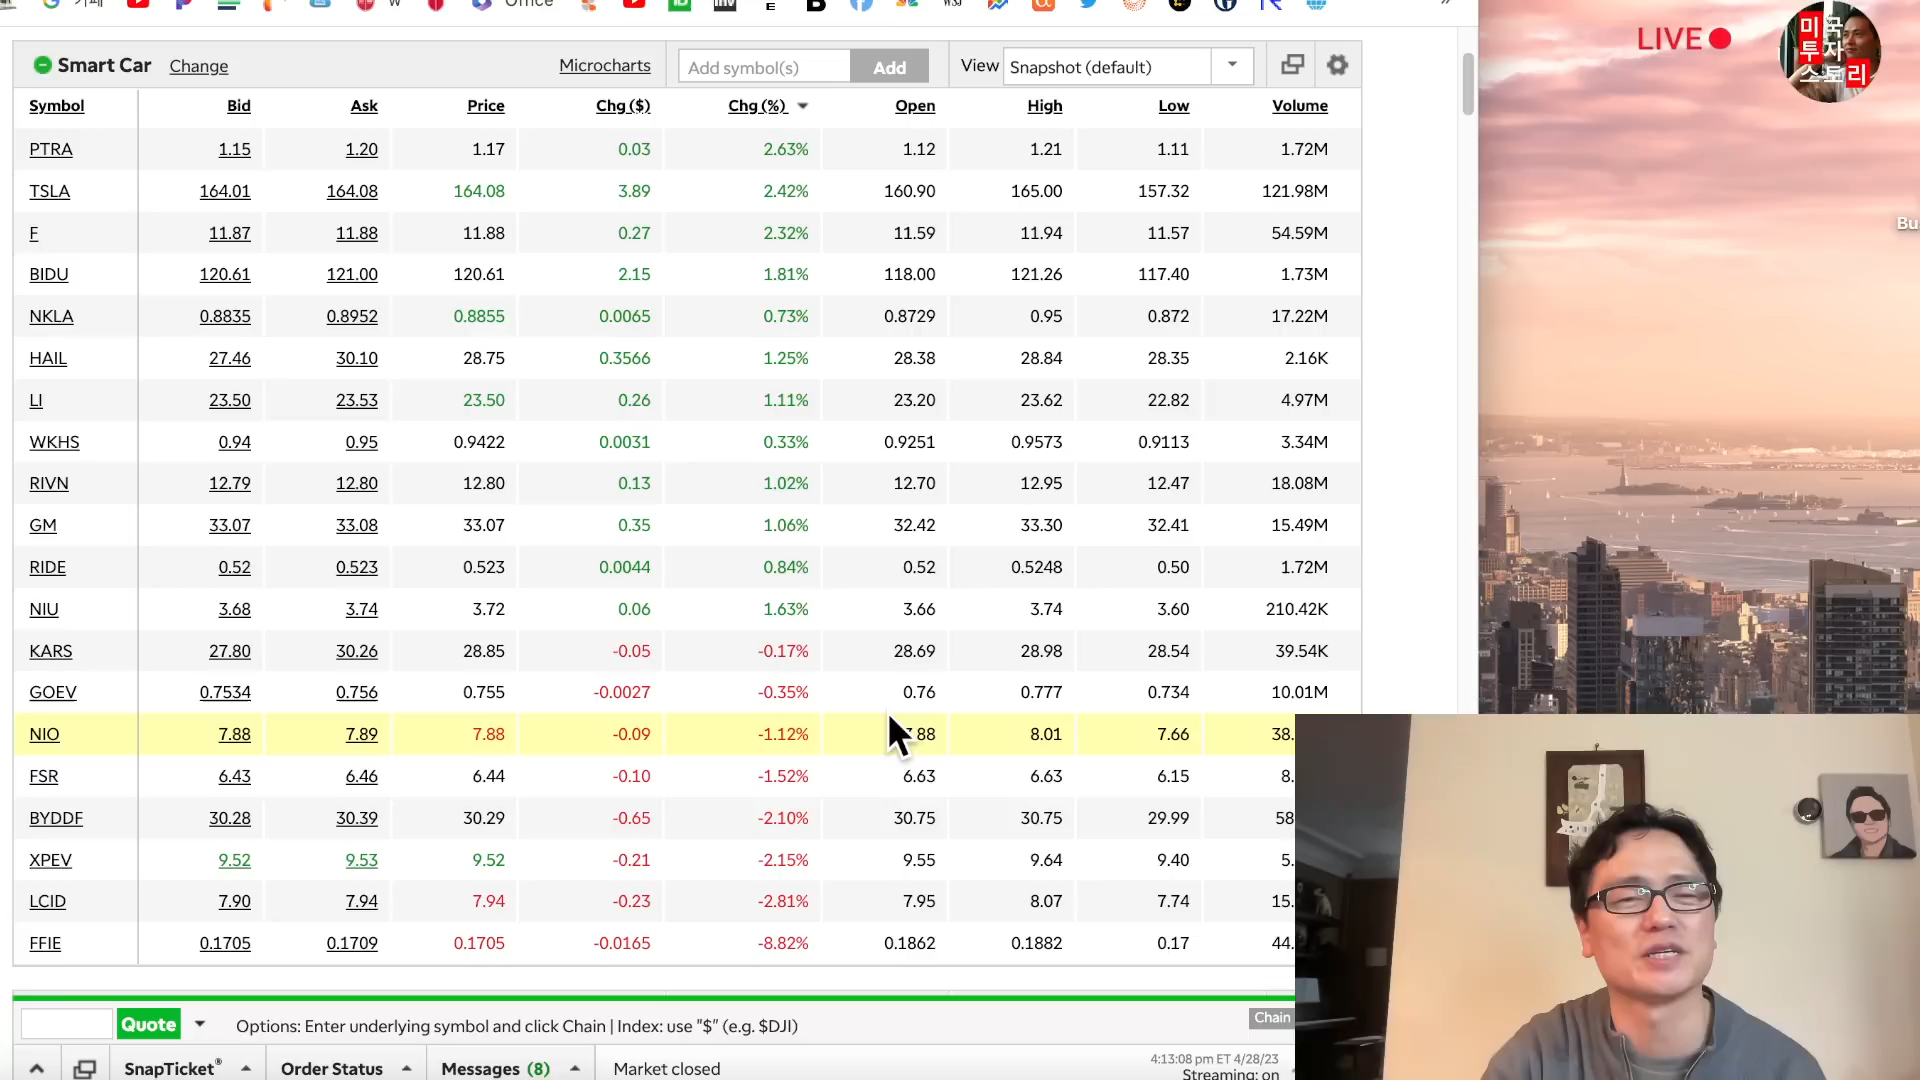 카페 W Office
Smart Car Change Microcharts Add symbol(s) Add View Snapshot (default)
LIVE
미국
투자
스토리
Symbol Bid Ask Price Chg ($) Chg (%) Open High Low Volume
PTRA 1.15 1.20 1.17 0.03 2.63% 1.12 1.21 1.11 1.72M
TSLA 164.01 164.08 164.08 3.89 2.42% 160.90 165.00 157.32 121.98M
Bu
F 11.87 11.88 11.88 0.27 2.32% 11.59 11.94 11.57 54.59M
BIDU 120.61 121.00 120.61 2.15 1.81% 118.00 121.26 117.40 1.73M
NKLA 0.8835 0.8952 0.8855 0.0065 0.73% 0.8729 0.95 0.872 17.22M
HAIL 27.46 30.10 28.75 0.3566 1.25% 28.38 28.84 28.35 2.16K
LI 23.50 23.53 23.50 0.26 1.11% 23.20 23.62 22.82 4.97M
WKHS 0.94 0.95 0.9422 0.0031 0.33% 0.9251 0.9573 0.9113 3.34M
RIVN 12.79 12.80 12.80 0.13 1.02% 12.70 12.95 12.47 18.08M
GM 33.07 33.08 33.07 0.35 1.06% 32.42 33.30 32.41 15.49M
RIDE 0.52 0.523 0.523 0.0044 0.84% 0.52 0.5248 0.50 1.72M
NIU 3.68 3.74 3.72 0.06 1.63% 3.66 3.74 3.60 210.42K
KARS 27.80 30.26 28.85 -0.05 -0.17% 28.69 28.98 28.54 39.54K
GOEV 0.7534 0.756 0.755 -0.0027 -0.35% 0.76 0.777 0.734 10.01M
NIO 7.88 7.89 7.88 -0.09 -1.12% 88 8.01 7.66 38.
FSR 6.43 6.46 6.44 -0.10 -1.52% 6.63 6.63 6.15 8.
BYDDF 30.28 30.39 30.29 -0.65 -2.10% 30.75 30.75 29.99 58
XPEV 9.52 9.53 9.52 -0.21 -2.15% 9.55 9.64 9.40 5.
LCID 7.90 7.94 7.94 -0.23 -2.81% 7.95 8.07 7.74 15.
FFIE 0.1705 0.1709 0.1705 -0.0165 -8.82% 0.1862 0.1882 0.17 44.
Quote Options: Enter underlying symbol and click Chain | Index: use "$" (e.g. $DJI) Chain
SnapTicket® Order Status Messages (8) Market closed 4:13:08 pm ET 4/28/23
Streaming: on